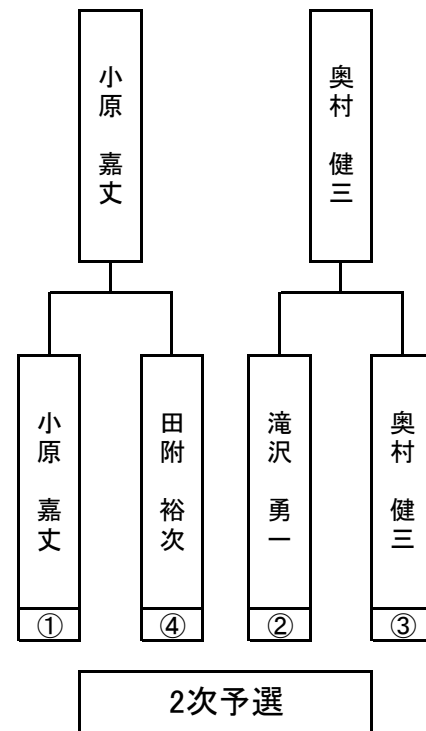 小原 嘉丈
奥村 健三
小原 嘉丈
田附 裕次
滝沢 勇一
奥村 健三
①
④
②
③
2次予選